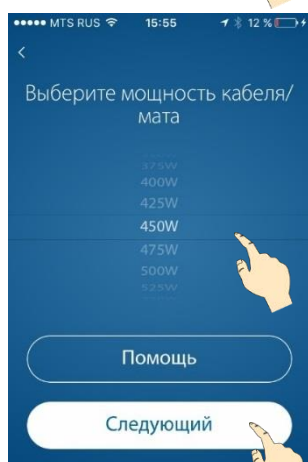 MTS RUS 15:55 12 %
<
Выберите мощность кабеля/
мата
375W
400W
425W
450W
475W
500W
525W
Помощь
Следующий